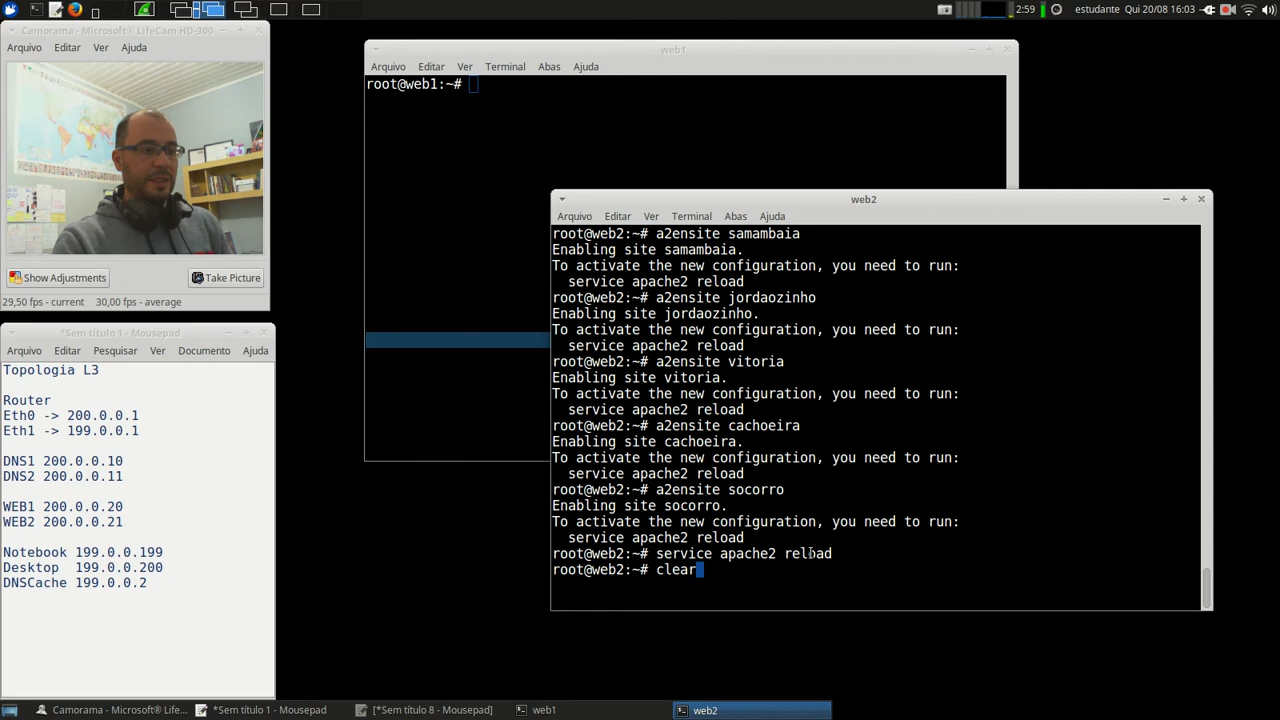 2:59
estudante
Qui 20/08 16:03
Camorama - Microsoft® LifeCam HD-300
Arquivo Editar Ver Ajuda
Show Adjustments
Take Picture
29,50 fps - current 30,00 fps - average
*Sem título 1 - Mousepad
Arquivo Editar Pesquisar Ver Documento Ajuda
Topologia L3
Router
Eth0 -> 200.0.0.1
Eth1 -> 199.0.0.1
DNS1 200.0.0.10
DNS2 200.0.0.11
WEB1 200.0.0.20
WEB2 200.0.0.21
Notebook 199.0.0.199
Desktop 199.0.0.200
DNSCache 199.0.0.2
web1
Arquivo Editar Ver Terminal Abas Ajuda
root@web1:~#
web2
Arquivo Editar Ver Terminal Abas Ajuda
root@web2:~# a2ensite samambaia
Enabling site samambaia.
To activate the new configuration, you need to run:
service apache2 reload
root@web2:~# a2ensite jordaozinho
Enabling site jordaozinho.
To activate the new configuration, you need to run:
service apache2 reload
root@web2:~# a2ensite vitoria
Enabling site vitoria.
To activate the new configuration, you need to run:
service apache2 reload
root@web2:~# a2ensite cachoeira
Enabling site cachoeira.
To activate the new configuration, you need to run:
service apache2 reload
root@web2:~# a2ensite socorro
Enabling site socorro.
To activate the new configuration, you need to run:
service apache2 reload
root@web2:~# service apache2 reload
root@web2:~# clear
Camorama - Microsoft® Life...
*Sem título 1 - Mousepad
[*Sem título 8 - Mousepad]
web1
web2